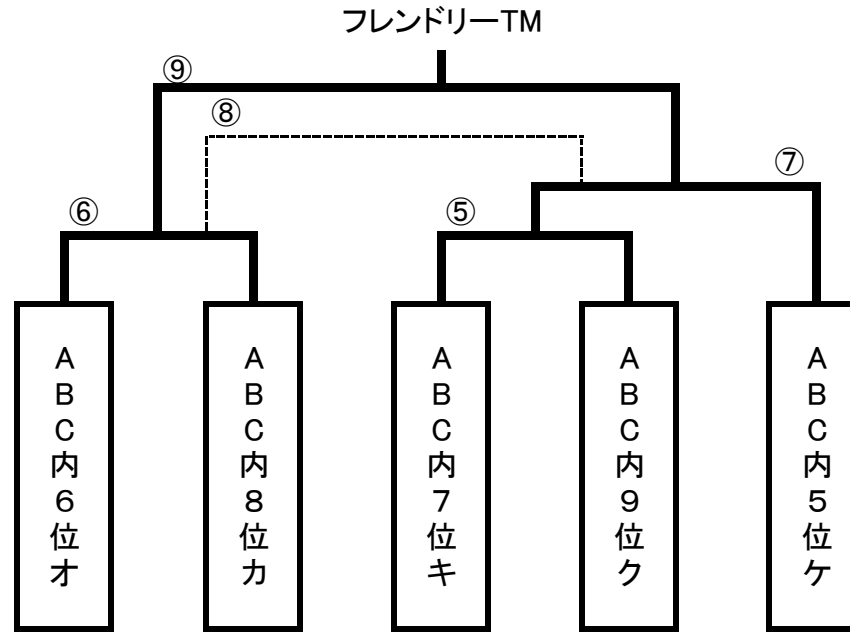 フレンドリーTM
⑨
⑧
⑦
⑥
⑤
ABC内6位オ
ABC内8位カ
ABC内7位キ
ABC内9位ク
ABC内5位ケ